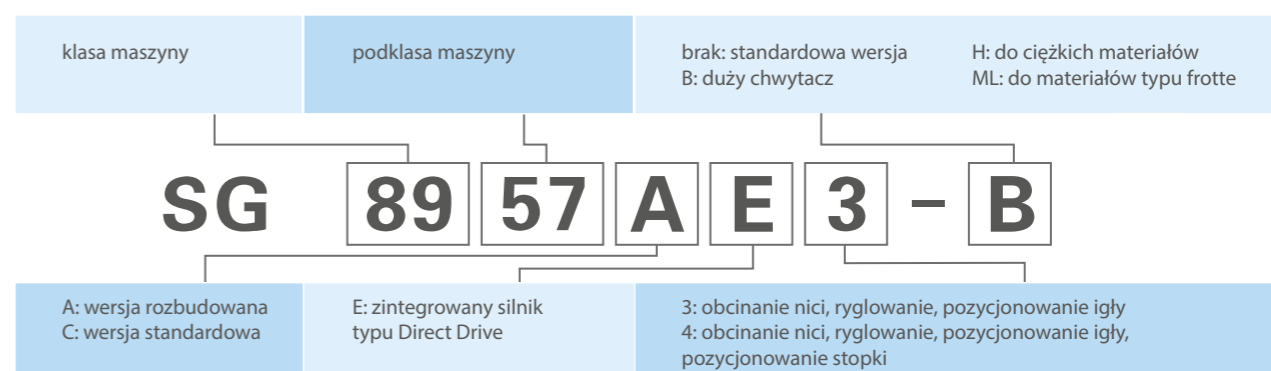 klasa maszyny
podklasa maszyny
brak: standardowa wersja
B: duży chwytacz
H: do ciężkich materiałów
ML: do materiałów typu frotte
SG 89 57 A E 3 – B
A: wersja rozbudowana
C: wersja standardowa
E: zintegrowany silnik
typu Direct Drive
3: obcinanie nici, ryglowanie, pozycjonowanie igły
4: obcinanie nici, ryglowanie, pozycjonowanie igły,
pozycjonowanie stopki